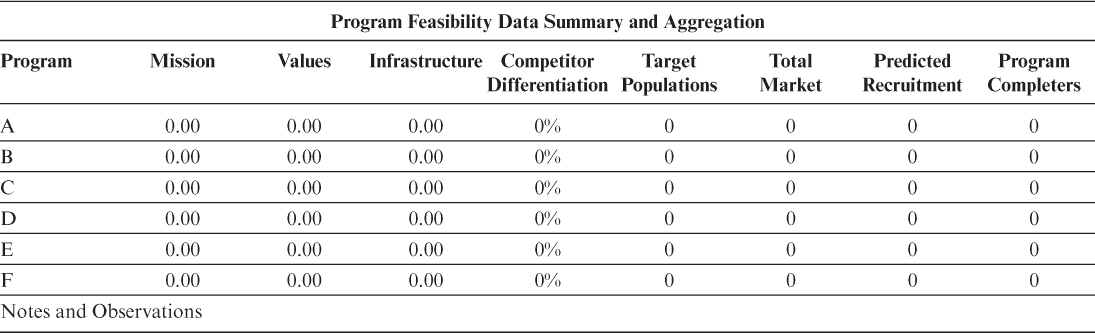 Program Feasibility Data Summary and Aggregation
Program Mission Values Infrastructure Competitor Differentiation Target Populations Total Market Predicted Recruitment Program Completers
A 0.00 0.00 0.00 0% 0 0 0 0
B 0.00 0.00 0.00 0% 0 0 0 0
C 0.00 0.00 0.00 0% 0 0 0 0
D 0.00 0.00 0.00 0% 0 0 0 0
E 0.00 0.00 0.00 0% 0 0 0 0
F 0.00 0.00 0.00 0% 0 0 0 0
Notes and Observations